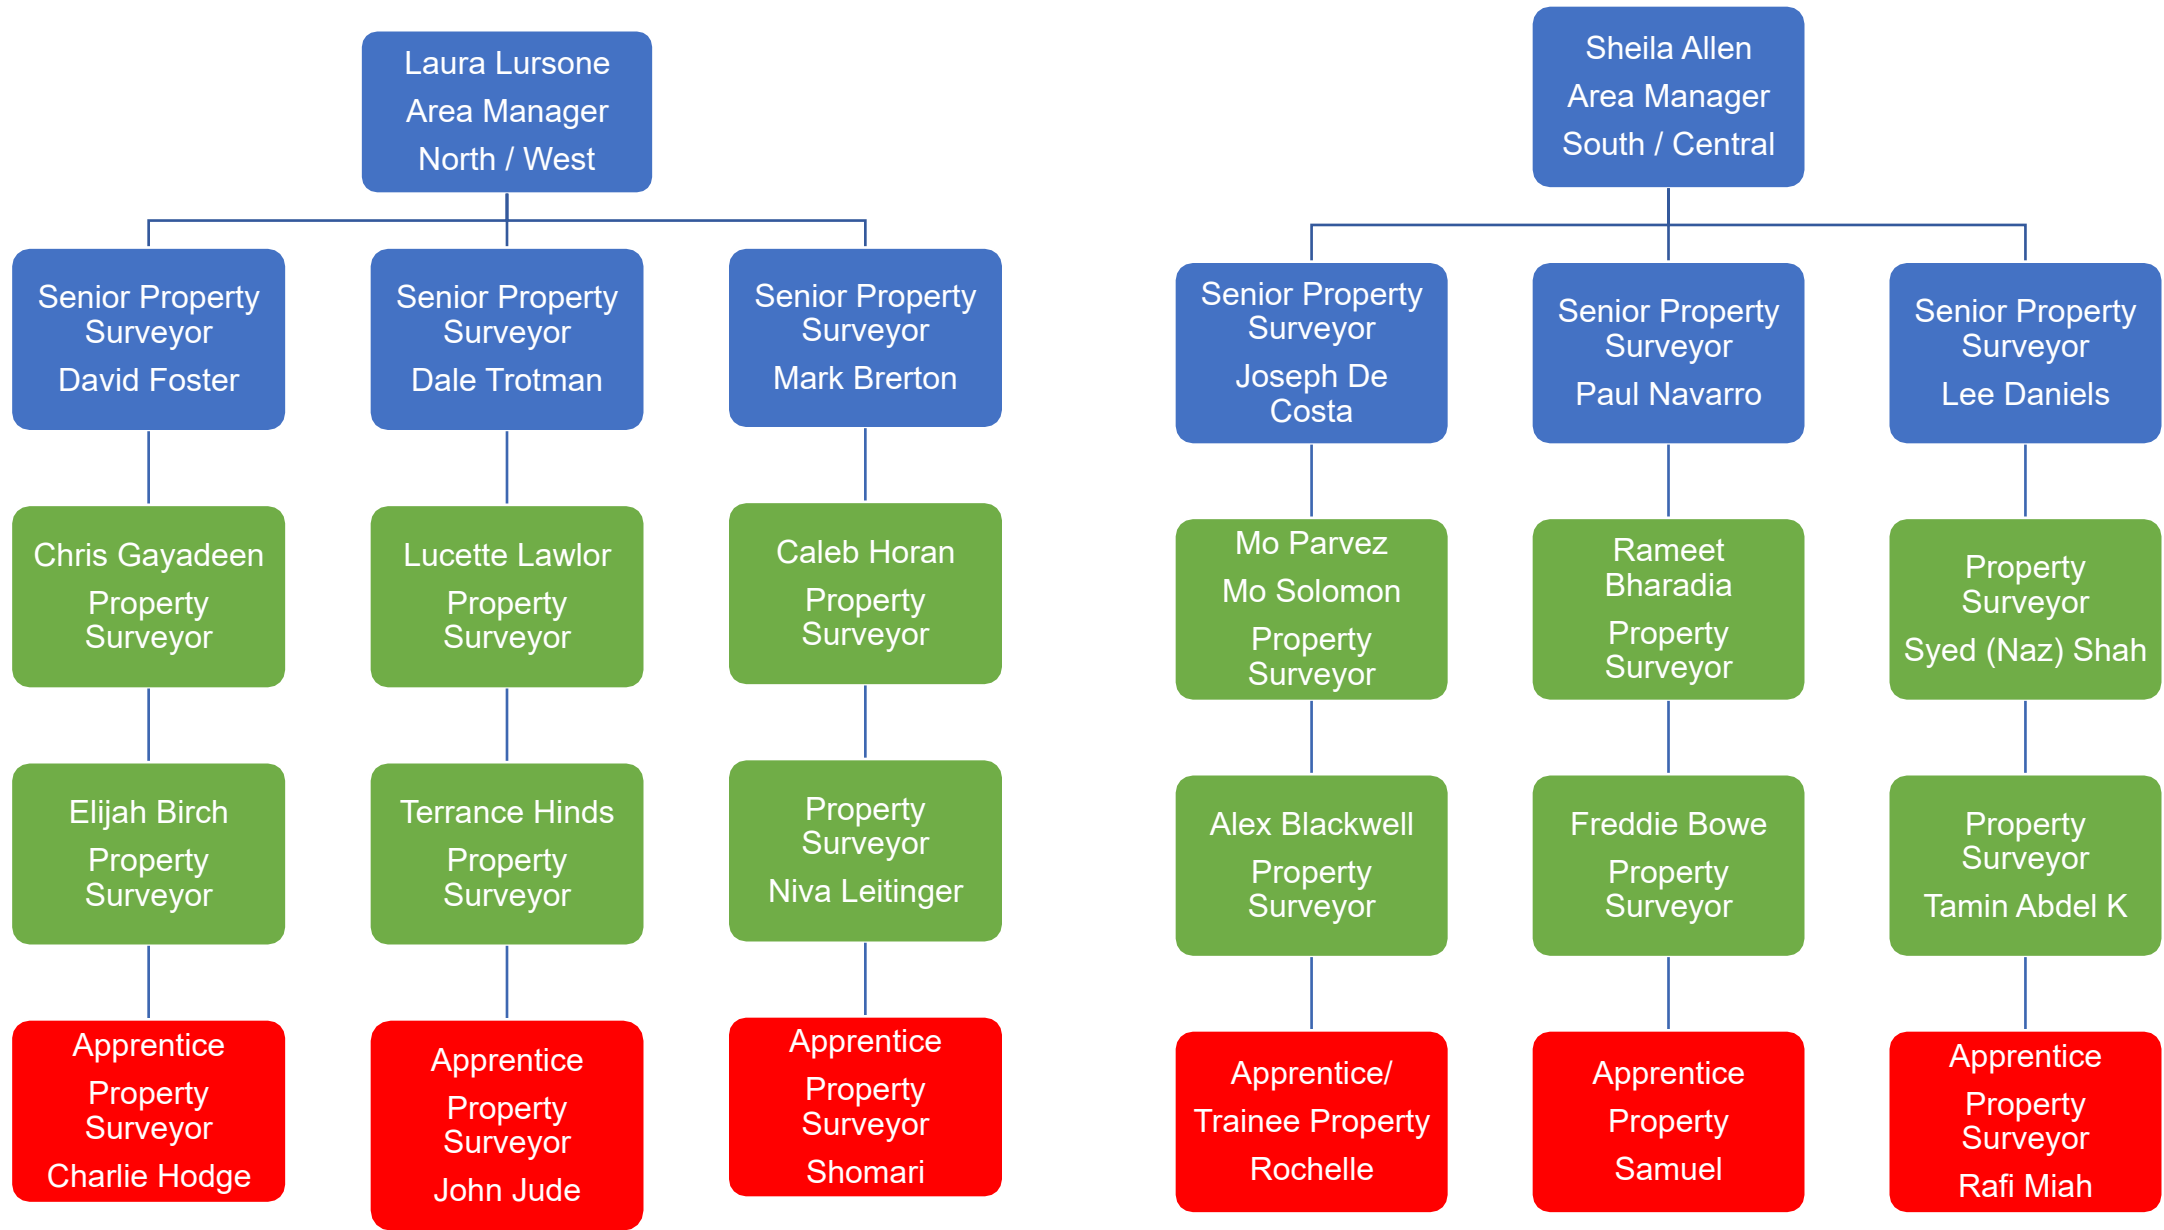 Laura Lursone
Area Manager
North / West
Senior Property
Surveyor
David Foster
Chris Gayadeen
Property
Surveyor
Elijah Birch
Property
Surveyor
Apprentice
Property
Surveyor
Charlie Hodge
Senior Property
Surveyor
Dale Trotman
Lucette Lawlor
Property
Surveyor
Terrance Hinds
Property
Surveyor
Apprentice
Property
Surveyor
John Jude
Senior Property
Surveyor
Mark Brerton
Caleb Horan
Property
Surveyor
Property
Surveyor
Niva Leitinger
Apprentice
Property
Surveyor
Shomari
Sheila Allen
Area Manager
South / Central
Senior Property
Surveyor
Joseph De
Costa
Mo Parvez
Mo Solomon
Property
Surveyor
Alex Blackwell
Property
Surveyor
Apprentice/
Trainee Property
Rochelle
Senior Property
Surveyor
Paul Navarro
Rameet
Bharadia
Property
Surveyor
Freddie Bowe
Property
Surveyor
Apprentice
Property
Samuel
Senior Property
Surveyor
Lee Daniels
Property
Surveyor
Syed (Naz) Shah
Property
Surveyor
Tamin Abdel K
Apprentice
Property
Surveyor
Rafi Miah